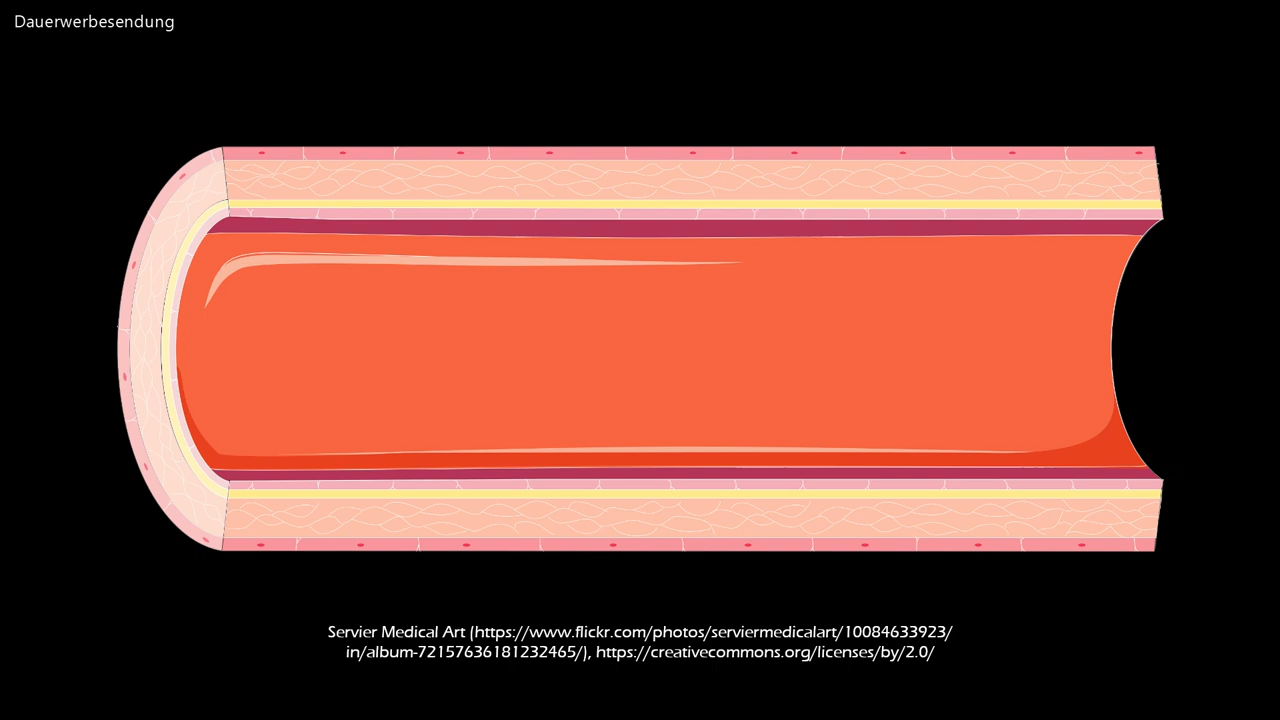 Dauerwerbesendung
Servier Medical Art (https://www.flickr.com/photos/serviermedicalart/10084633923/
in/album-72157636181232465/), https://creativecommons.org/licenses/by/2.0/